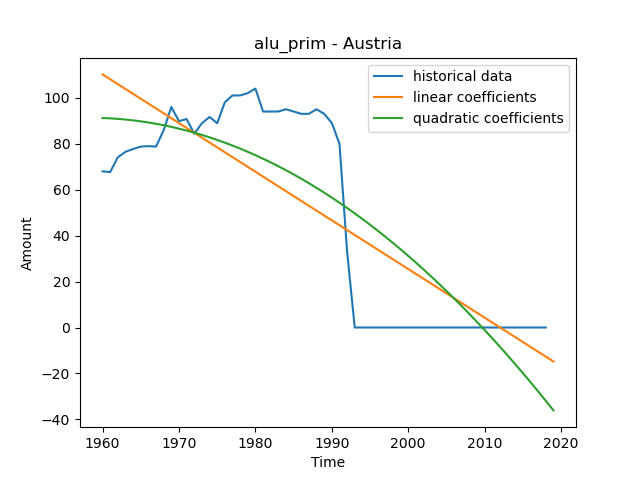 alu_prim - Austria
historical data
linear coefficients
quadratic coefficients
Amount
100
80
60
40
20
0
−20
−40
1960 1970 1980 1990 2000 2010 2020
Time